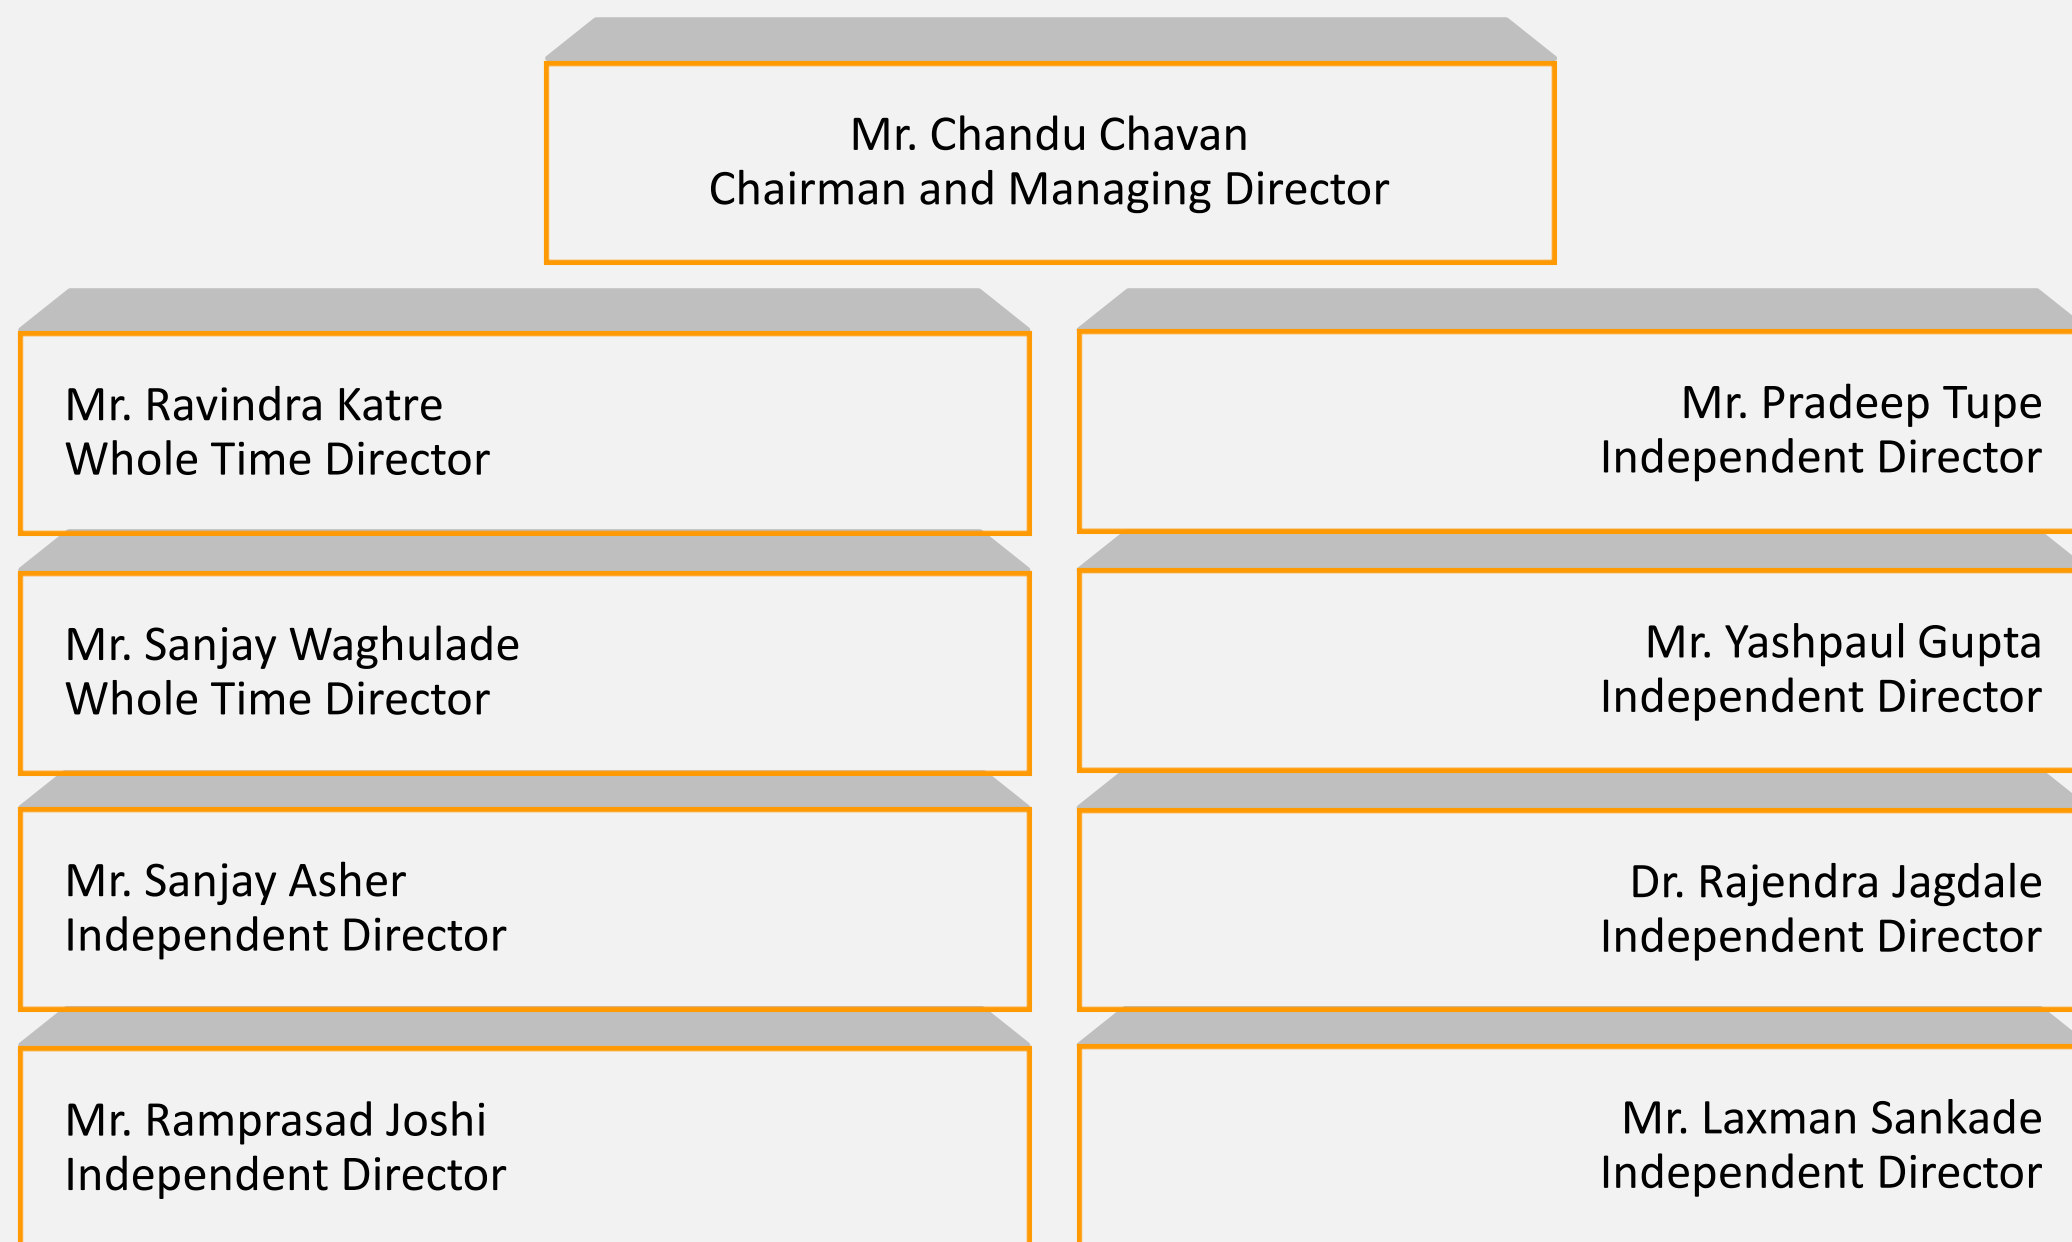 Mr. Chandu Chavan
Chairman and Managing Director
Mr. Ravindra Katre
Whole Time Director
Mr. Pradeep Tupe
Independent Director
Mr. Sanjay Waghulade
Whole Time Director
Mr. Yashpaul Gupta
Independent Director
Mr. Sanjay Asher
Independent Director
Dr. Rajendra Jagdale
Independent Director
Mr. Ramprasad Joshi
Independent Director
Mr. Laxman Sankade
Independent Director